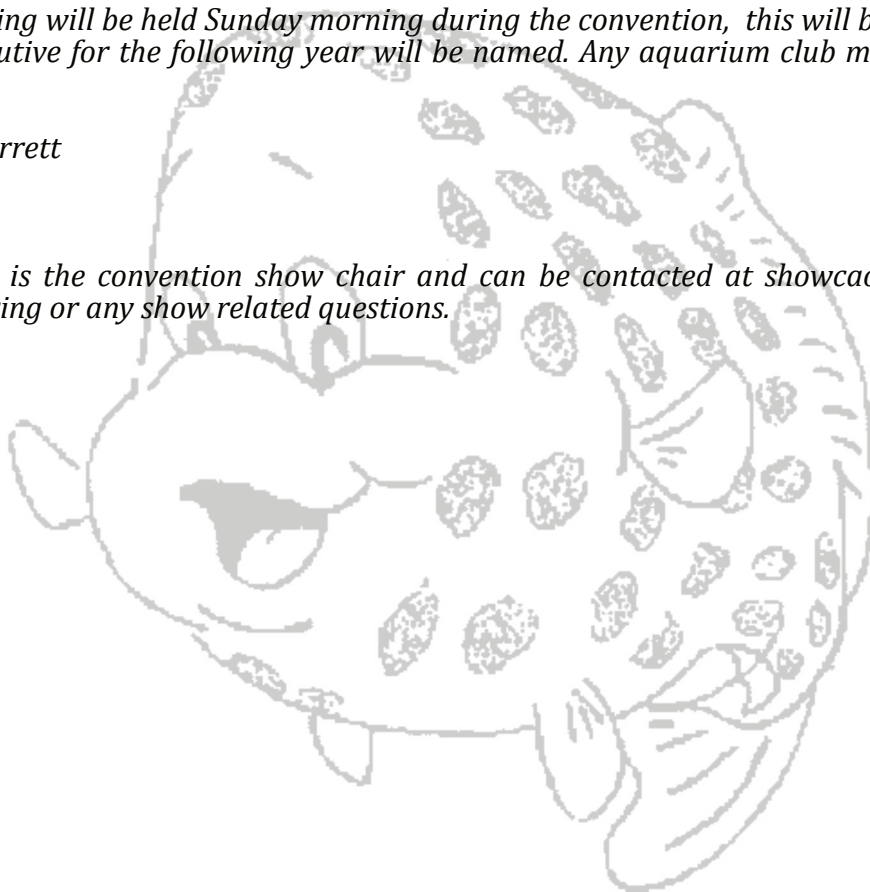 ing will be held Sunday morning during the convention, this will b
utive for the following year will be named. Any aquarium club m
rrett
is the convention show chair and can be contacted at showcac
ing or any show related questions.